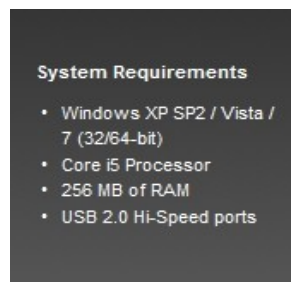 System Requirements
• Windows XP SP2 / Vista /
7 (32/64-bit)
• Core i5 Processor
• 256 MB of RAM
• USB 2.0 Hi-Speed ports